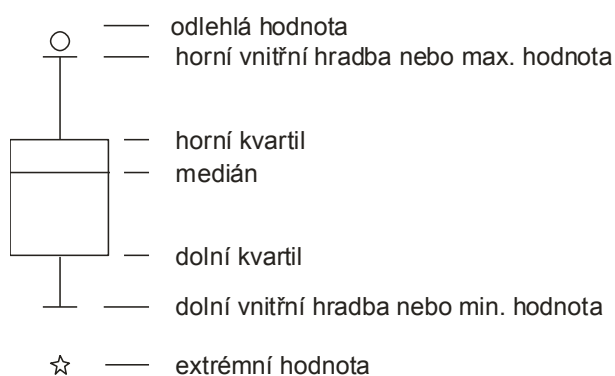 odlehlá hodnota
horní vnitřní hradba nebo max. hodnota
horní kvartil
medián
dolní kvartil
dolní vnitřní hradba nebo min. hodnota
extrémní hodnota